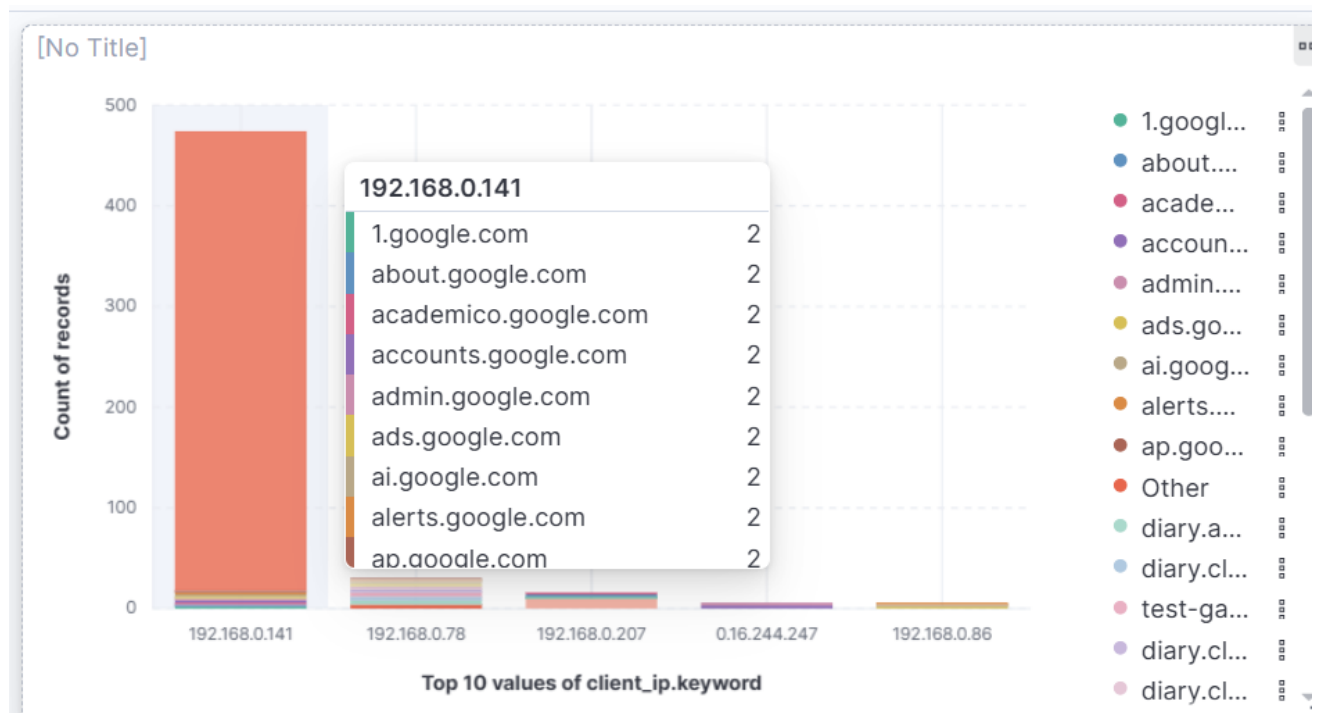 [No Title]
500
400
300
200
100
0
Count of records
192.168.0.141
1.google.com 2
about.google.com 2
academico.google.com 2
accounts.google.com 2
admin.google.com 2
ads.google.com 2
ai.google.com 2
alerts.google.com 2
ap.google.com 2
192.168.0.141
192.168.0.78
192.168.0.207
0.16.244.247
192.168.0.86
Top 10 values of client_ip.keyword
1.googl...
about....
acade...
accoun...
admin....
ads.go...
ai.goog...
alerts....
ap.goo...
Other
diary.a...
diary.cl...
test-ga...
diary.cl...
diary.cl...